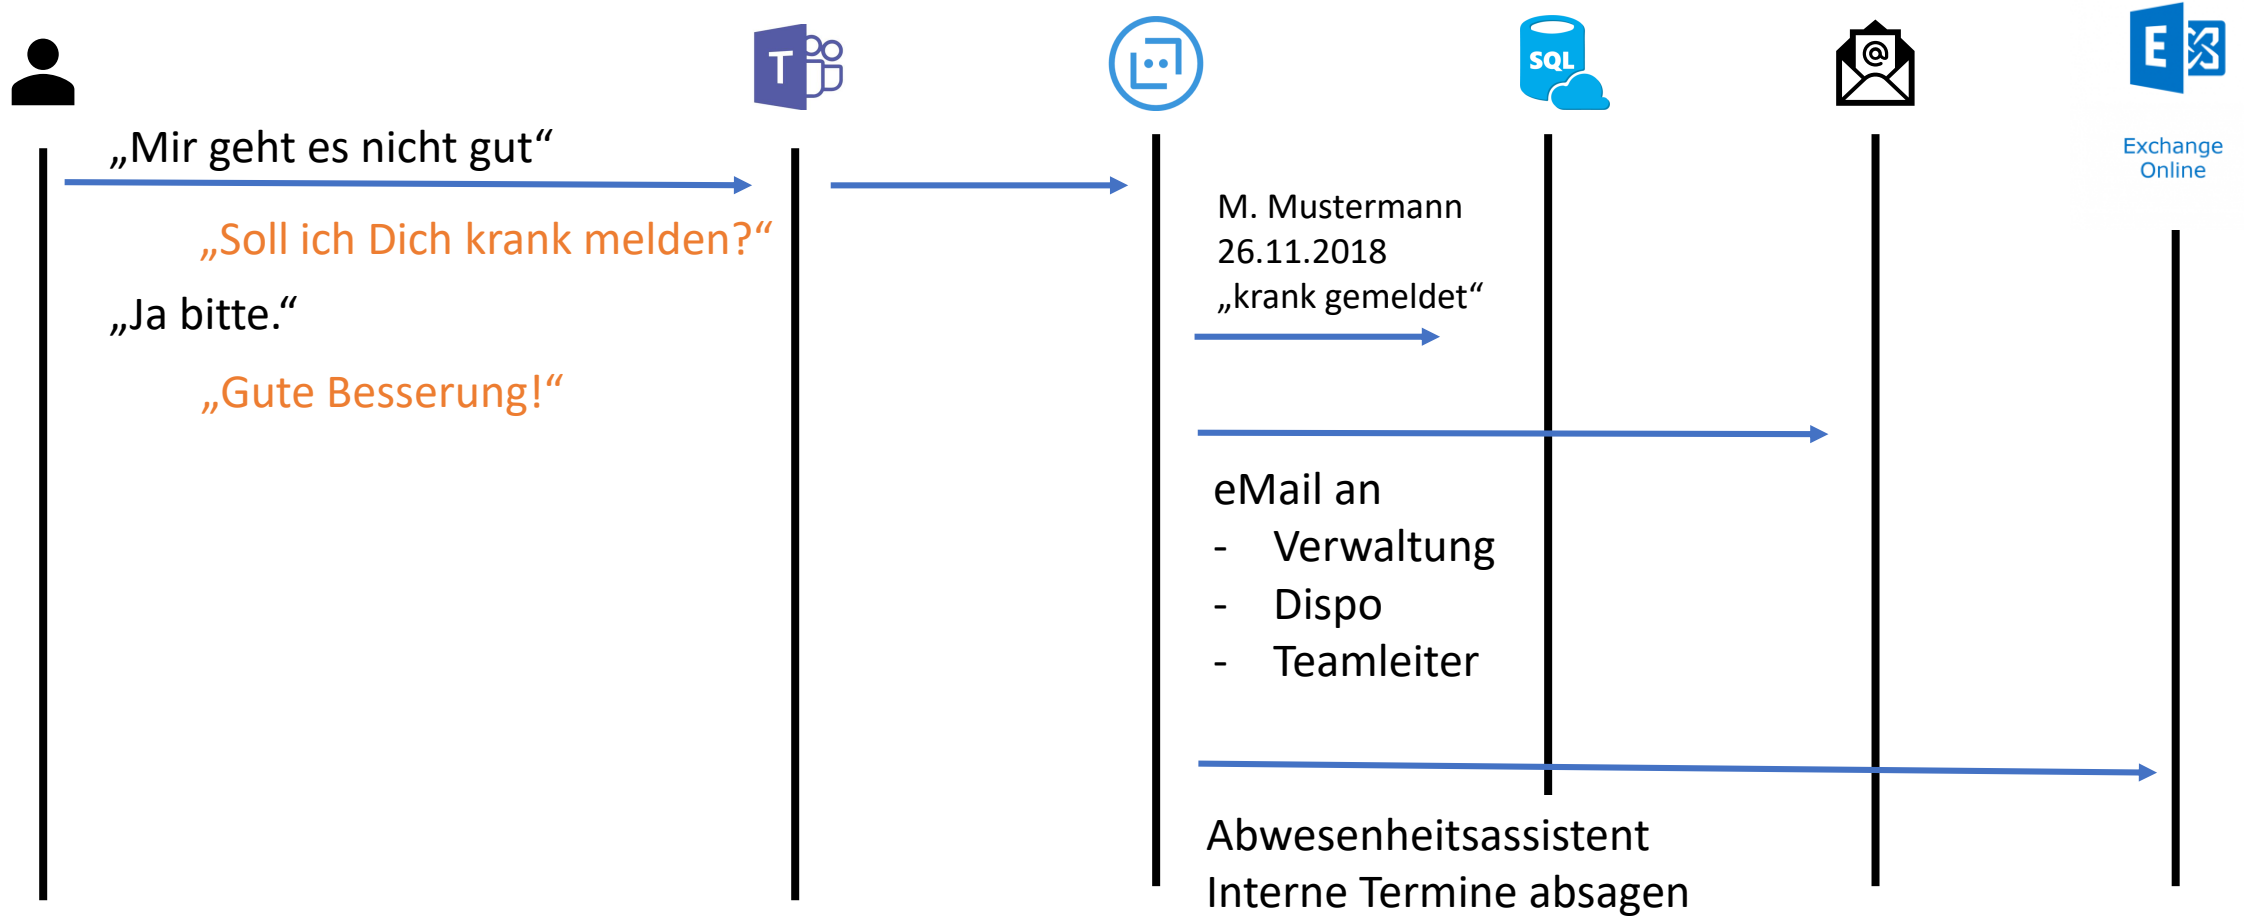 T
SQL
@
E
Exchange
Online
„Mir geht es nicht gut“
„Soll ich Dich krank melden?“
„Ja bitte.“
„Gute Besserung!“
M. Mustermann
26.11.2018
„krank gemeldet“
eMail an
- Verwaltung
- Dispo
- Teamleiter
Abwesenheitsassistent
Interne Termine absagen